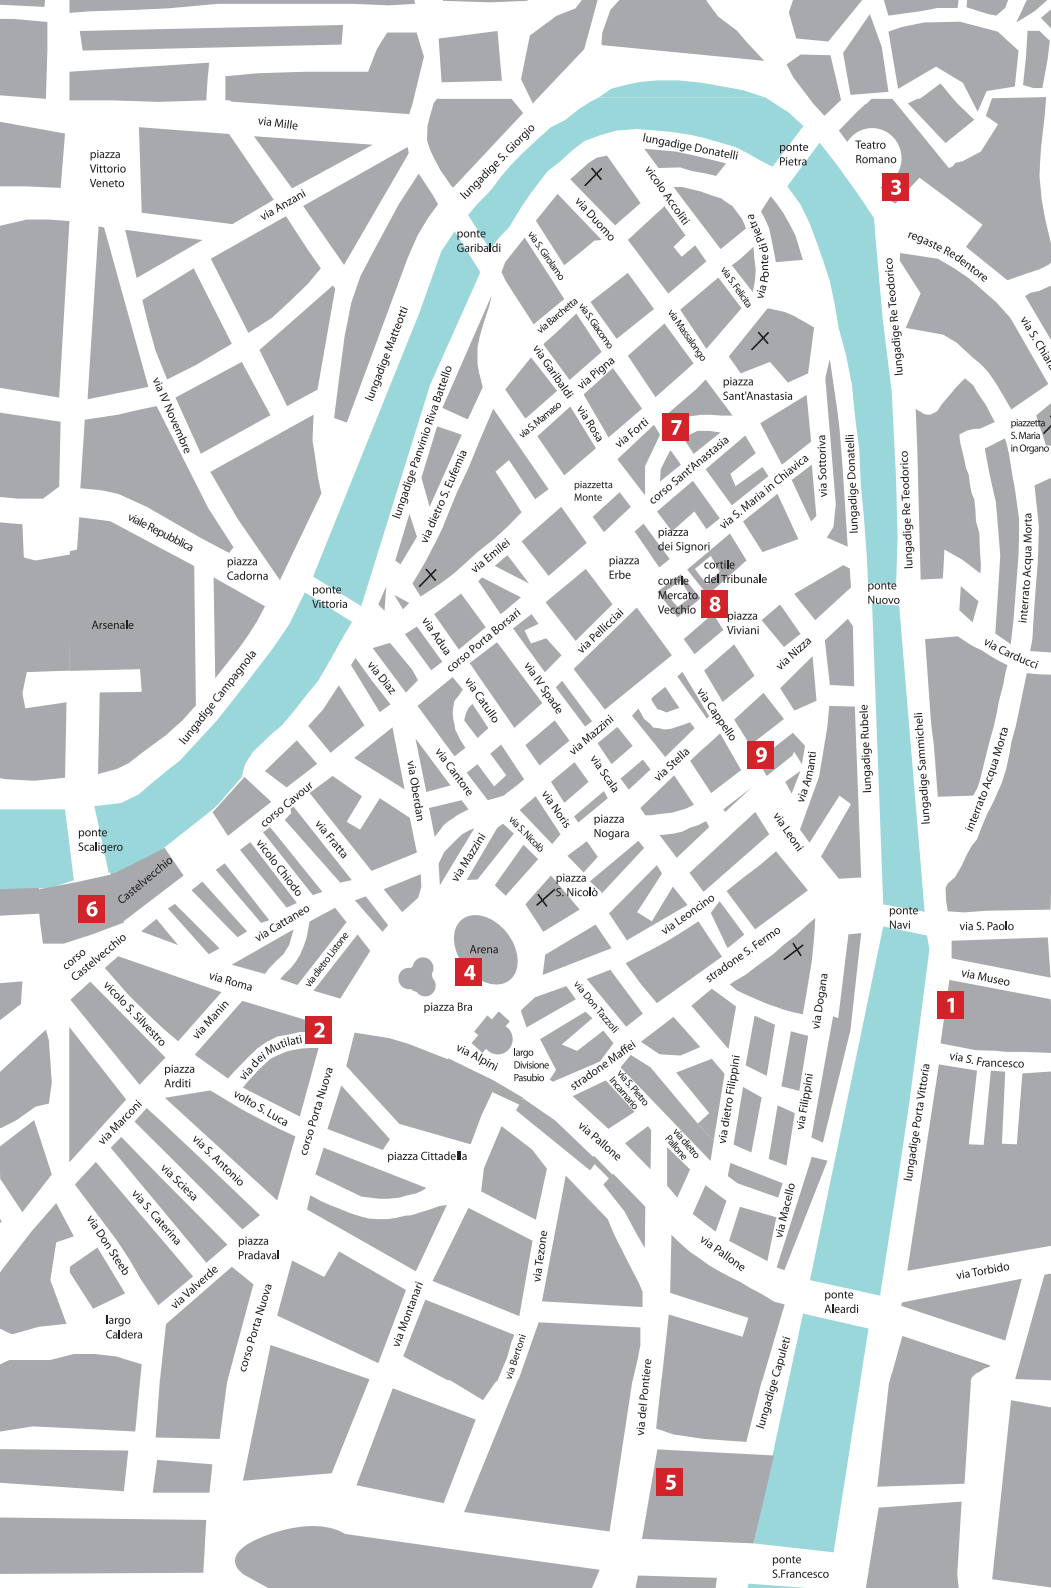 via Mille
piazza
Vittorio
Veneto
via Anzani
lungadige S. Giorgio
lungadige Donatelli
ponte
Pietra
Teatro
Romano
3
ponte
Garibaldi
via Duomo
vicolo Accoliti
via S. Girolamo
via Ponte di Pietra
via S. Felicita
regaste Redentore
via S. Chiara
lungadige Re Teodorico
lungadige Matteotti
via Barchetta
via S. Giacomo
via Massalongo
via Garibaldi
via Pigna
piazza
Sant'Anastasia
via IV Novembre
lungadige Panvinio Riva Battello
via S. Mamaso
via Rosa
via Forti
7
piazzetta
S. Maria
in Organo
corso Sant'Anastasia
via S. Maria in Chiavica
via Sottoriva
lungadige Donatelli
lungadige Re Teodorico
via dietro S. Eufemia
piazzetta
Monte
viale Repubblica
via Emilei
piazza
dei Signori
piazza
Erbe
cortile
del Tribunale
cortile
Mercato
Vecchio
8
piazza
Viviani
piazza
Cadorna
ponte
Vittoria
ponte
Nuovo
interrato Acqua Morta
via Carducci
Arsenale
via Adua
corso Porta Borsari
via Pellicciai
via Nizza
lungadige Campagnola
via Diaz
via Catullo
via IV Spade
via Cappello
via Mazzini
via Stella
9
via Scala
via Amanti
lungadige Rubele
lungadige Sammicheli
interrato Acqua Morta
via Oberdan
via Cantore
corso Cavour
via Fratta
via Noris
via S. Nicolò
piazza
Nogara
via Leoni
ponte
Scaligero
vicolo Chiodo
via Mazzini
Castelvecchio
6
piazza
S. Nicolò
via Cattaneo
via Leoncino
ponte
Navi
via S. Paolo
corso
Castelvecchio
via dietro Listone
Arena
4
stradone S. Fermo
via Roma
via Museo
vicolo S. Silvestro
via Manin
piazza Bra
via Don Tazzoli
via Dogana
1
2
via dei Mutilati
via Alpini
largo
Divisione
Pasubio
stradone Maffei
via S. Francesco
piazza
Arditi
via S. Pietro
Incarnario
via dietro Filippini
via Filippini
lungadige Porta Vittoria
volto S. Luca
corso Porta Nuova
via Marconi
via Pallone
via dietro
Pallone
piazza Cittadella
via S. Antonio
via Sciesa
via S. Caterina
via Macello
via Don Steeb
piazza
Pradaval
via Tezone
via Pallone
via Torbido
via Valverde
ponte
Aleardi
largo
Caldera
corso Porta Nuova
via Montanari
via Bertoni
via del Pontiere
lungadige Capuleti
5
ponte
S.Francesco